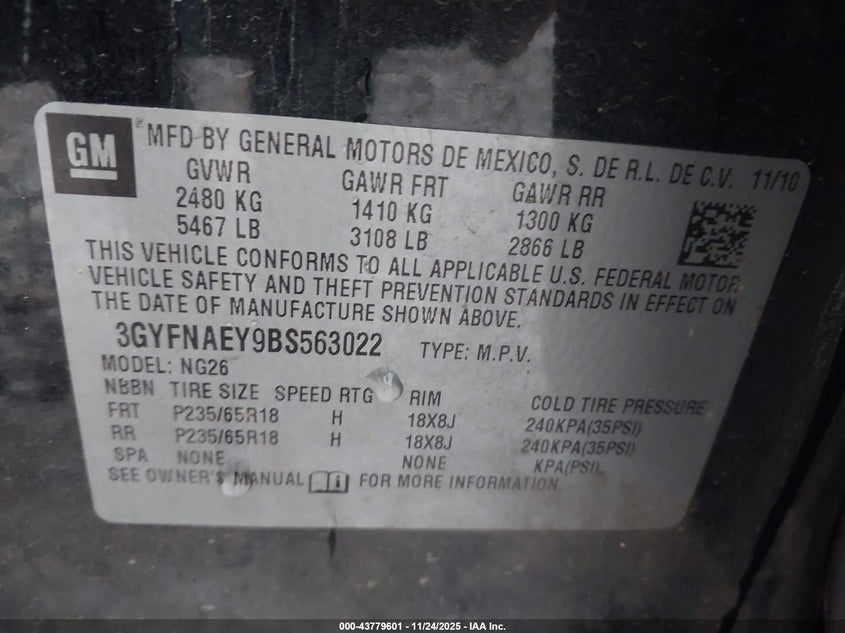 GM ® MFD BY GENERAL MOTORS DE MEXICO, S. DE R.L. DE C.V. 11/10
GVWR GAWR FRT GAWR RR
2480 KG 1410 KG 1300 KG
5467 LB 3108 LB 2866 LB
THIS VEHICLE CONFORMS TO ALL APPLICABLE U.S. FEDERAL MOTOR
VEHICLE SAFETY AND THEFT PREVENTION STANDARDS IN EFFECT ON
THE DATE OF MANUFACTURE SHOWN ABOVE.
3GYFNAEY9BS563022 TYPE: M.P.V.
MODEL: NG26
NBBN TIRE SIZE SPEED RTG RIM COLD TIRE PRESSURE
FRT P235/65R18 H 18X8J 240KPA(35PSI)
RR P235/65R18 H 18X8J 240KPA(35PSI)
SPA NONE NONE KPA(PSI)
SEE OWNER'S MANUAL FOR MORE INFORMATION.
000-43779601 - 11/24/2025 - IAA Inc.